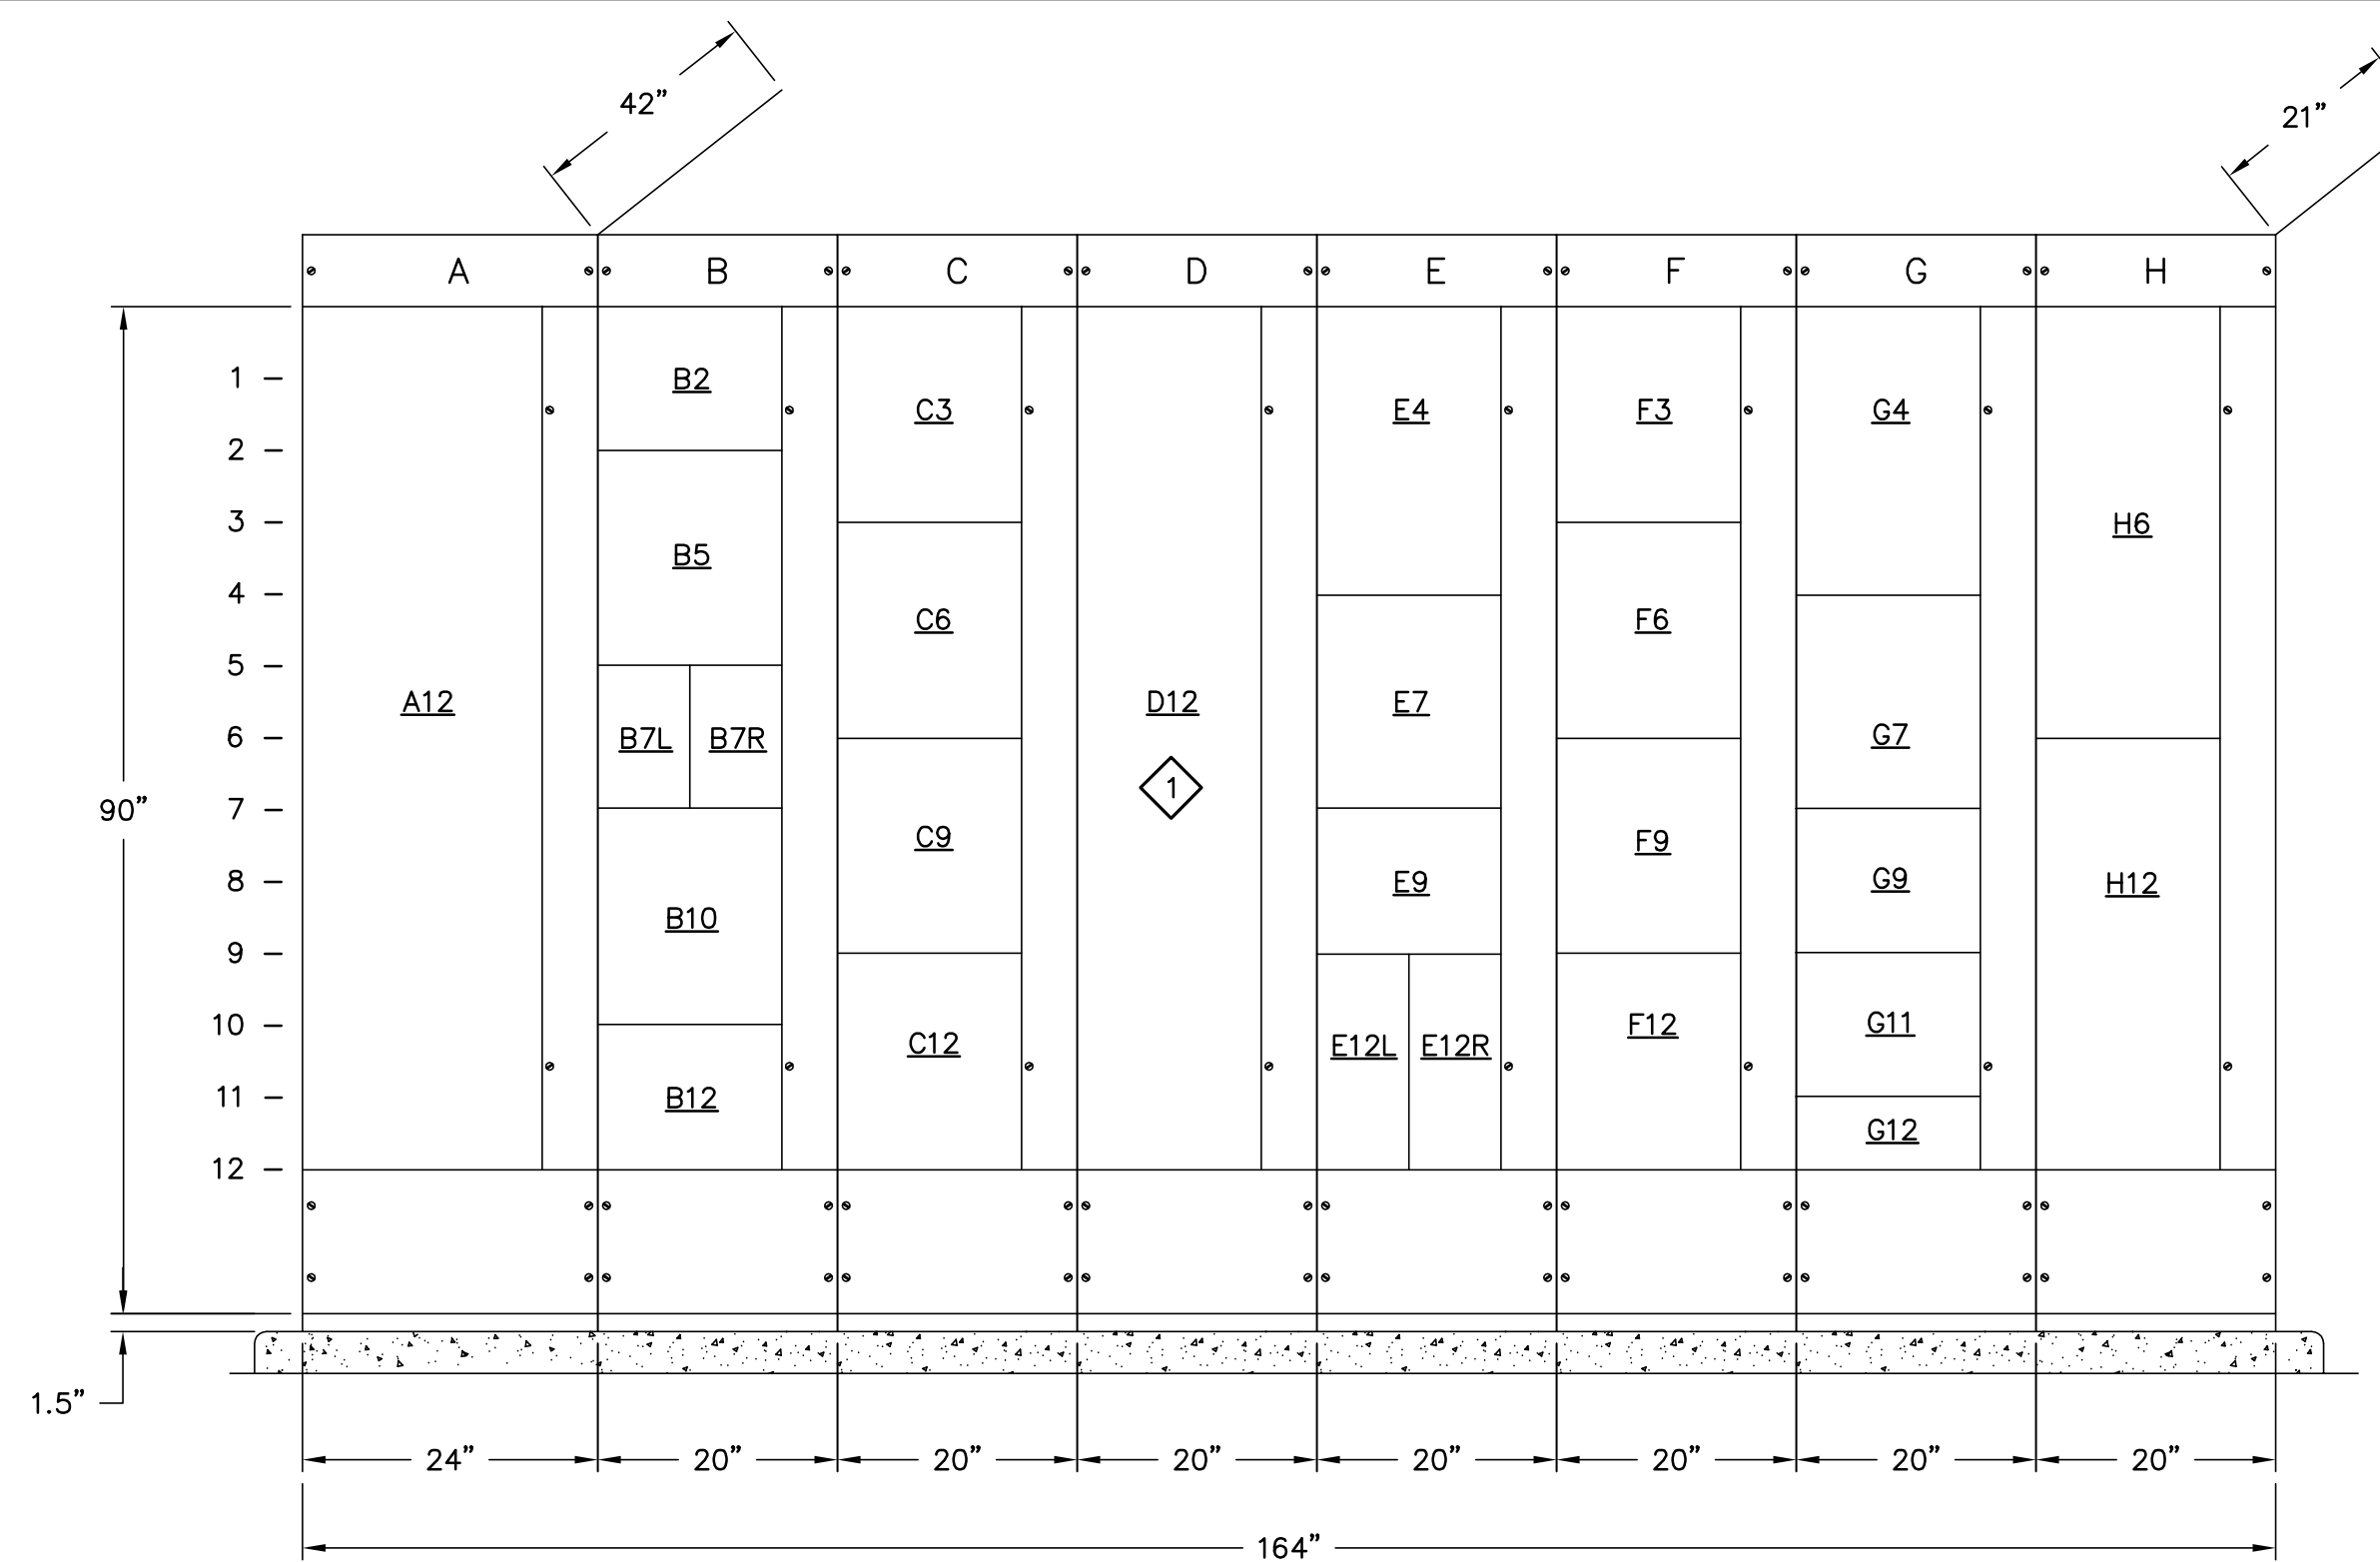 42” 21”
A B C D E F G H
1
B2
C3 E4 F3 G4
2
3
H6
B5
4
C6 F6
5
A12 D12 E7
6
B7L B7R G7
1
7
90”
C9 F9
8
E9 G9 H12
B10
9
10
G11 F12
C12 E12L E12R
11
B12
G12
12
1.5”
24” 20” 20” 20” 20” 20” 20” 20”
164”